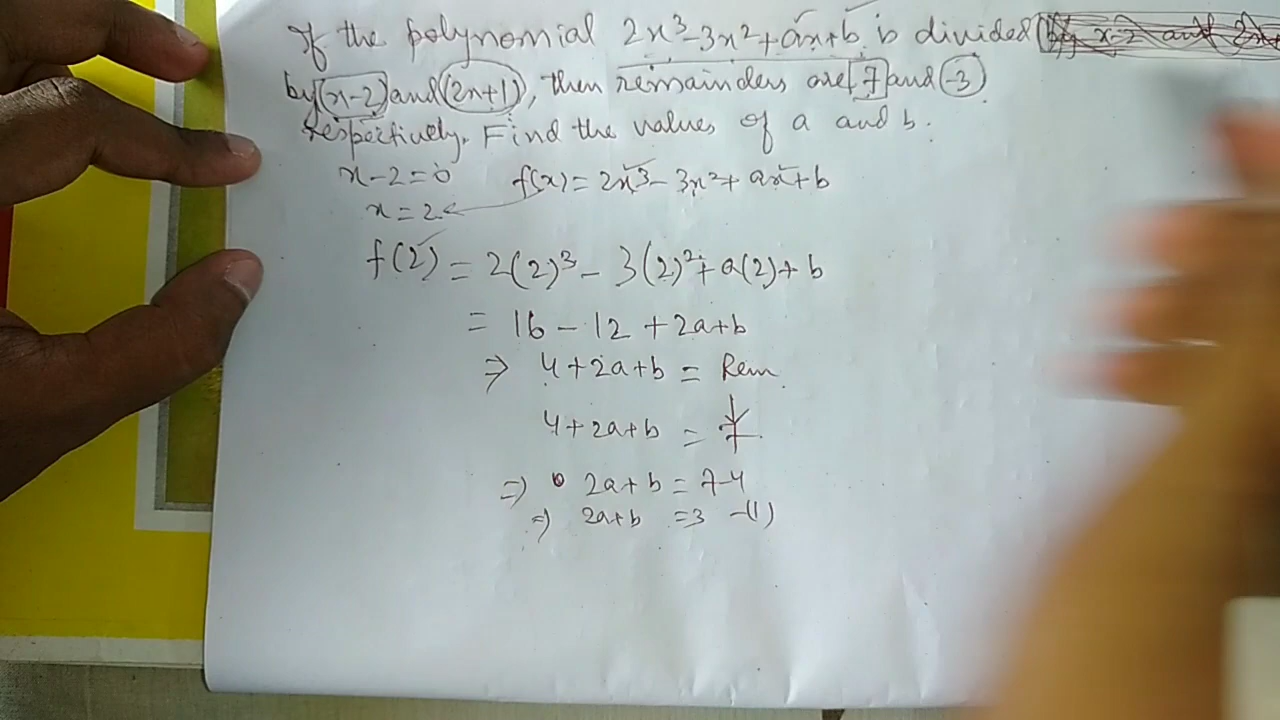 If the polynomial 2x³-3x²+ax+b is divided
by (x-2) and (2x+1), then remainders are 7 and -3
respectively. Find the values of a and b.
x-2=0 f(x)= 2x³-3x²+ax+b
x=2
f(2) = 2(2)³- 3(2)²+a(2)+b
= 16-12+2a+b
⇒ 4+2a+b = Rem.
4+2a+b = 7
⇒ 2a+b = 7-4
⇒ 2a+b =3 -(1)